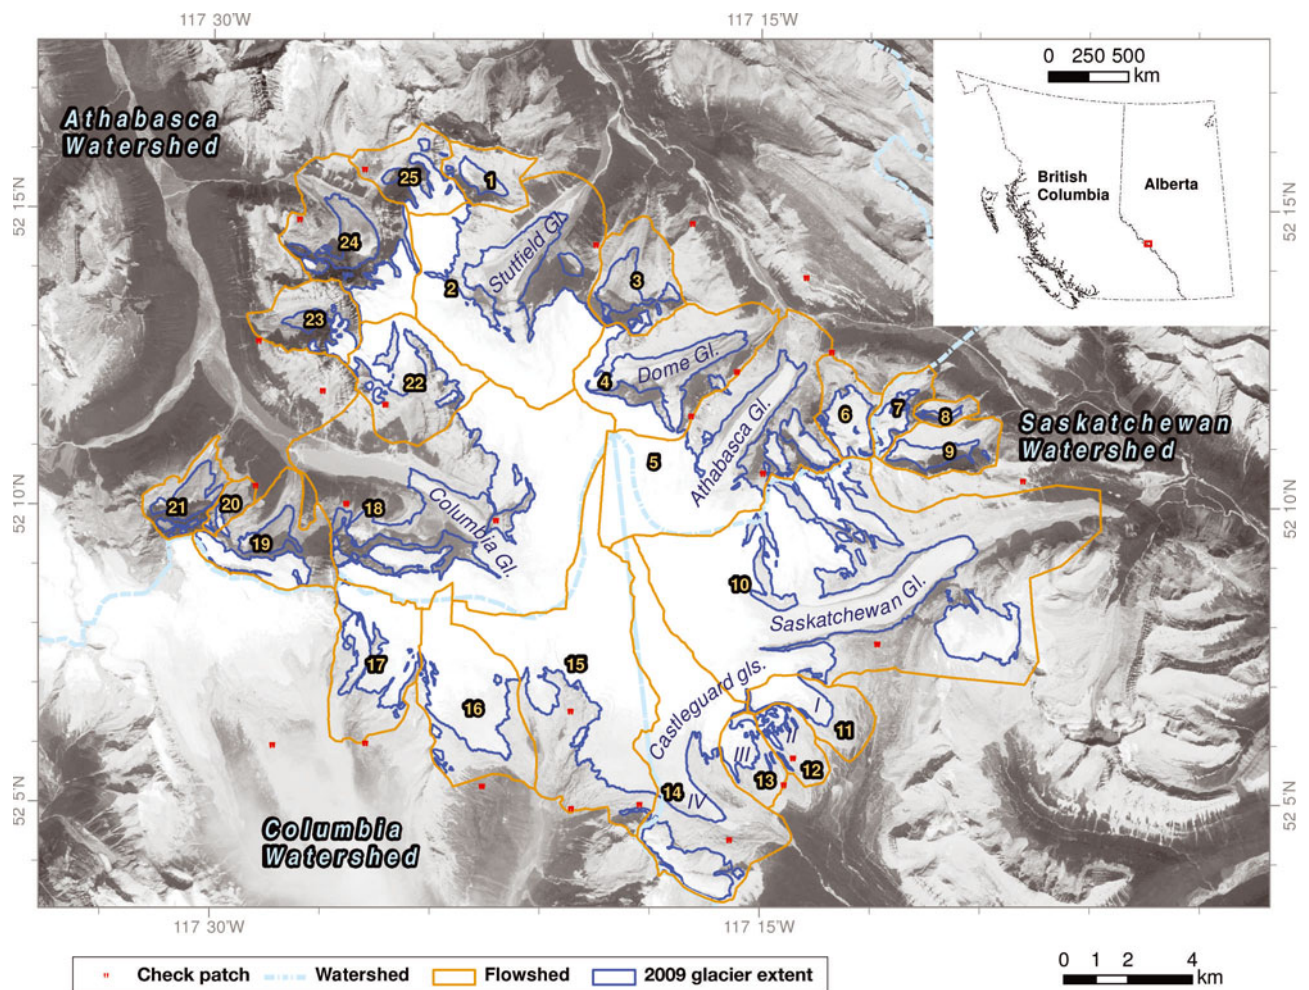 117 30'W
117 15'W
0 250 500
km
British
Columbia
Alberta
Athabasca
Watershed
52 15'N
52 15'N
25
1
24
Stutfield Gl.
2
3
23
Dome Gl.
4
22
6
7
8
Athabasca Gl.
Saskatchewan
Watershed
9
5
52 10'N
52 10'N
21
20
18
19
Columbia Gl.
10
Saskatchewan Gl.
17
15
Castleguard gls.
16
I
11
II
III
12
13
14
IV
52 5'N
52 5'N
Columbia
Watershed
117 30'W
117 15'W
Check patch
Watershed
Flowshed
2009 glacier extent
0 1 2 4
km